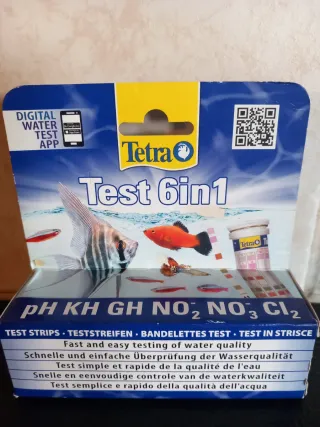 DIGITAL
WATER
TEST
APP
Tetra
Test 6in1
Tetra
pH KH GH NO₂⁻ NO₃⁻ Cl₂
TEST STRIPS · TESTSTREIFEN · BANDELETTES TEST · TEST IN STRISCE
Fast and easy testing of water quality
Schnelle und einfache Überprüfung der Wasserqualität
Test simple et rapide de la qualité de l'eau
Snelle en eenvoudige controle van de waterkwaliteit
Test semplice e rapido della qualità dell'acqua